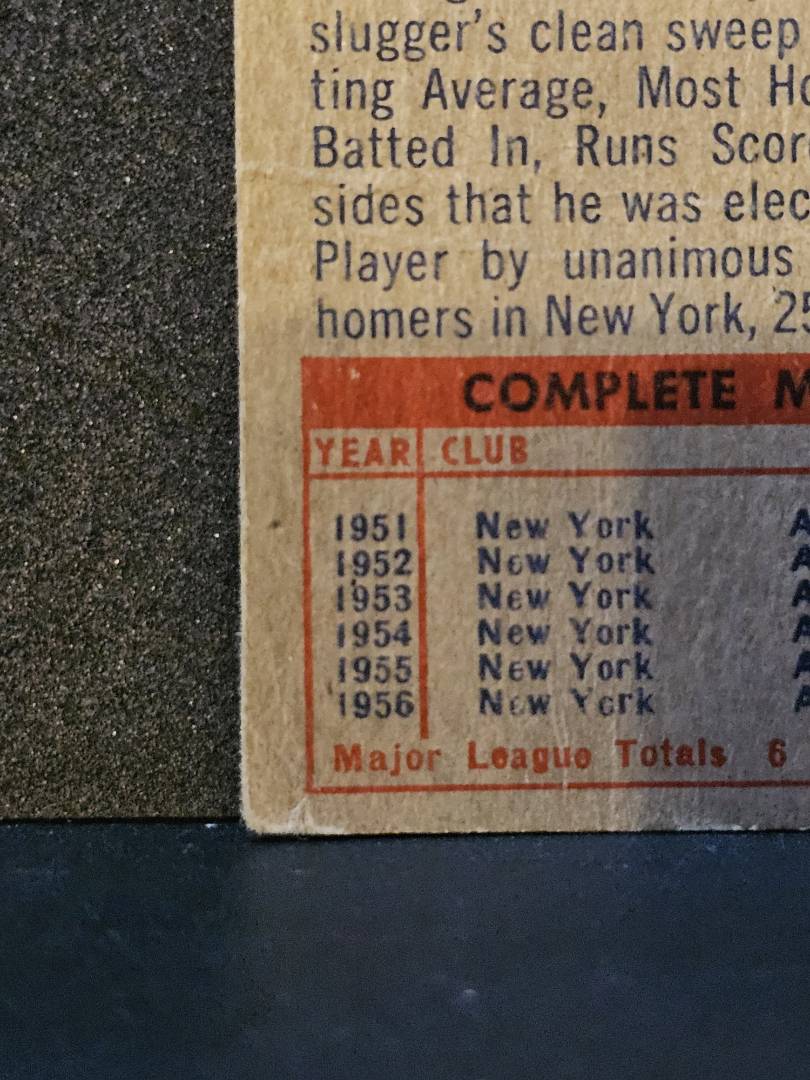 slugger's clean sweep
ting Average, Most Ho
Batted In, Runs Scor
sides that he was elec
Player by unanimous
homers in New York, 25
COMPLETE M
YEAR CLUB
1951 New York A
1952 New York A
1953 New York A
1954 New York A
1955 New York A
1956 New York A
Major League Totals 6